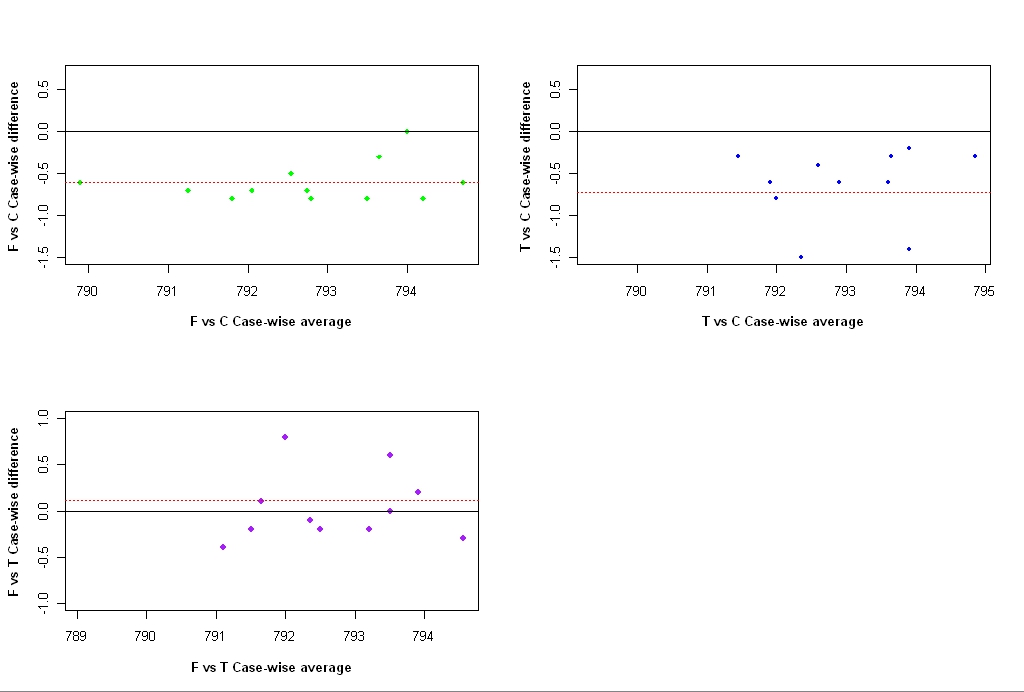 F vs C Case-wise difference
0.5
0.0
-0.5
-1.0
-1.5
790 791 792 793 794
F vs C Case-wise average
T vs C Case-wise difference
0.5
0.0
-0.5
-1.0
-1.5
790 791 792 793 794 795
T vs C Case-wise average
F vs T Case-wise difference
1.0
0.5
0.0
-0.5
-1.0
789 790 791 792 793 794
F vs T Case-wise average